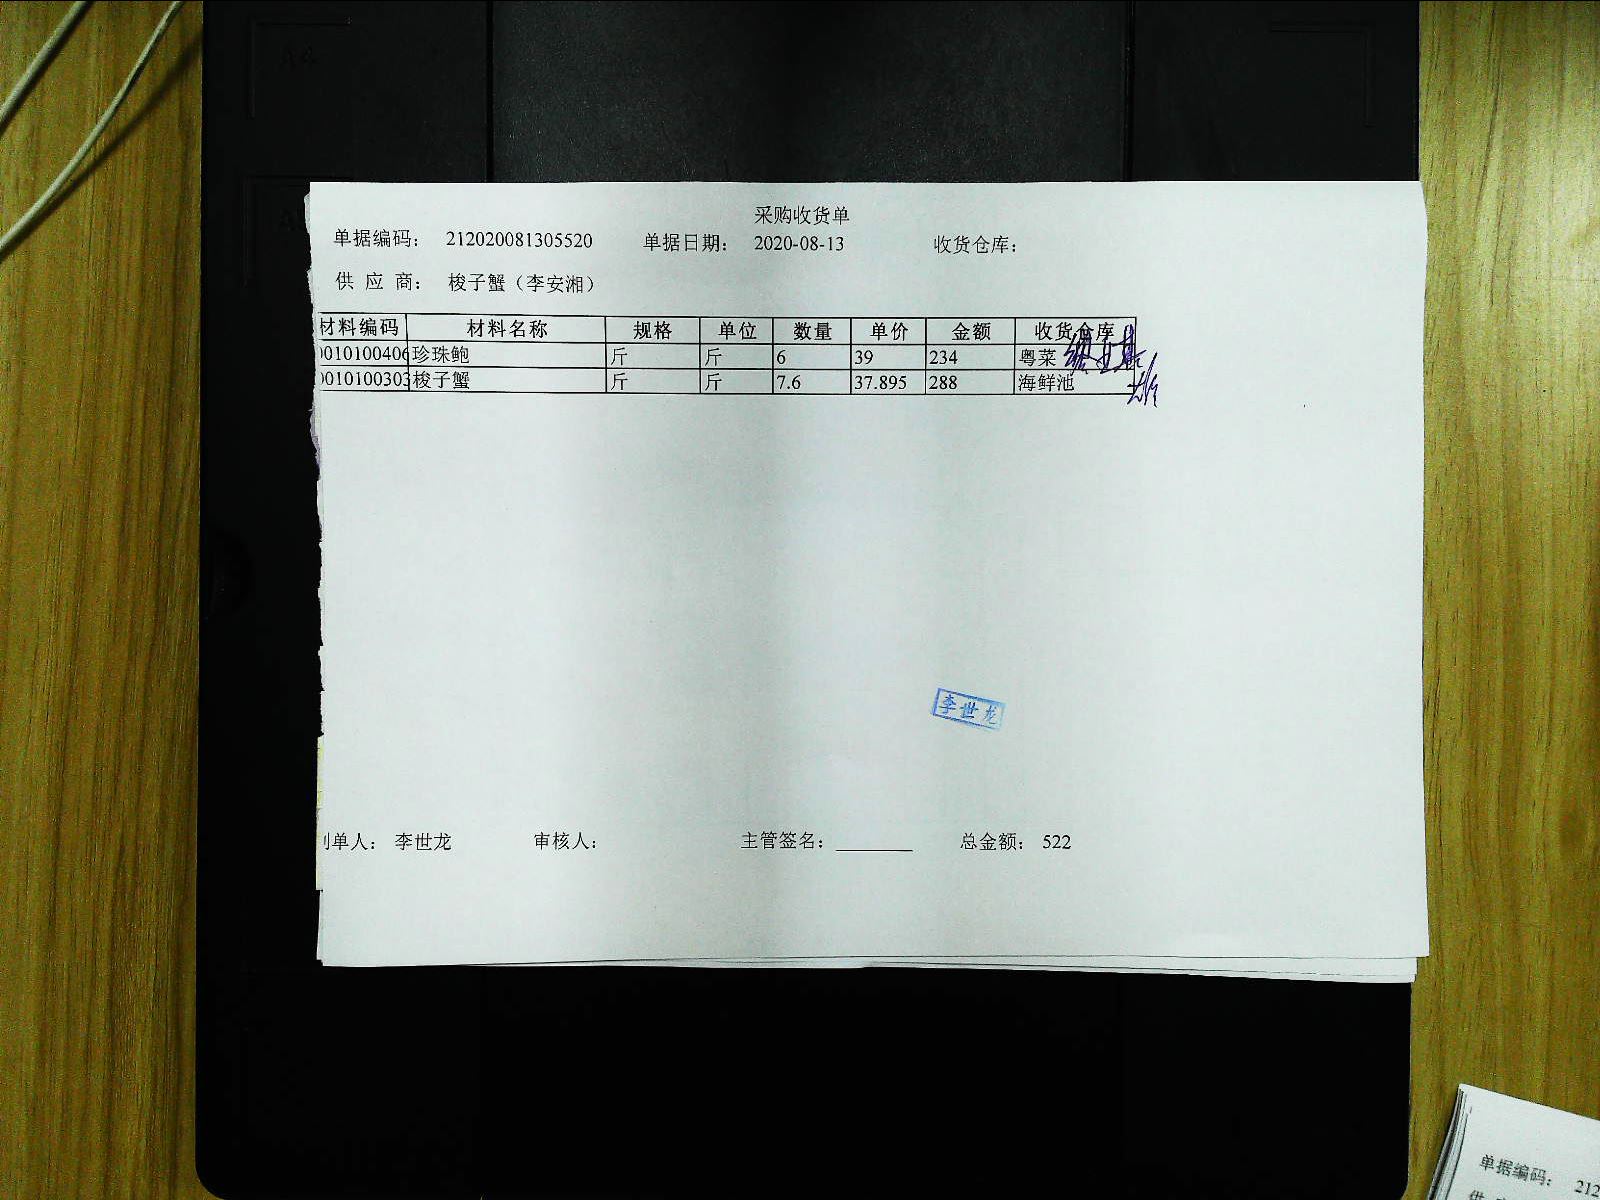 采购收货单
单据编码： 212020081305520 单据日期： 2020-08-13 收货仓库：
供 应 商： 梭子蟹（李安湘）
材料编码 材料名称 规格 单位 数量 单价 金额 收货仓库
010100406 珍珠鲍 斤 斤 6 39 234 粤菜
010100303 梭子蟹 斤 斤 7.6 37.895 288 海鲜池
李世龙
单人： 李世龙 审核人： 主管签名： 总金额： 522
单据编码： 212
供